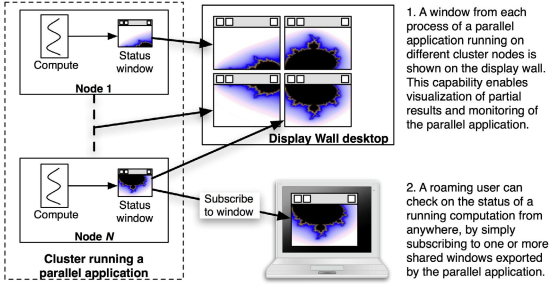 Compute
Status
window
Node 1
Compute
Status
window
Node N
Cluster running a
parallel application
Display Wall desktop
Subscribe
to window
1. A window from each
process of a parallel
application running on
different cluster nodes is
shown on the display wall.
This capability enables
visualization of partial
results and monitoring of
the parallel application.
2. A roaming user can
check on the status of a
running computation from
anywhere, by simply
subscribing to one or more
shared windows exported
by the parallel application.